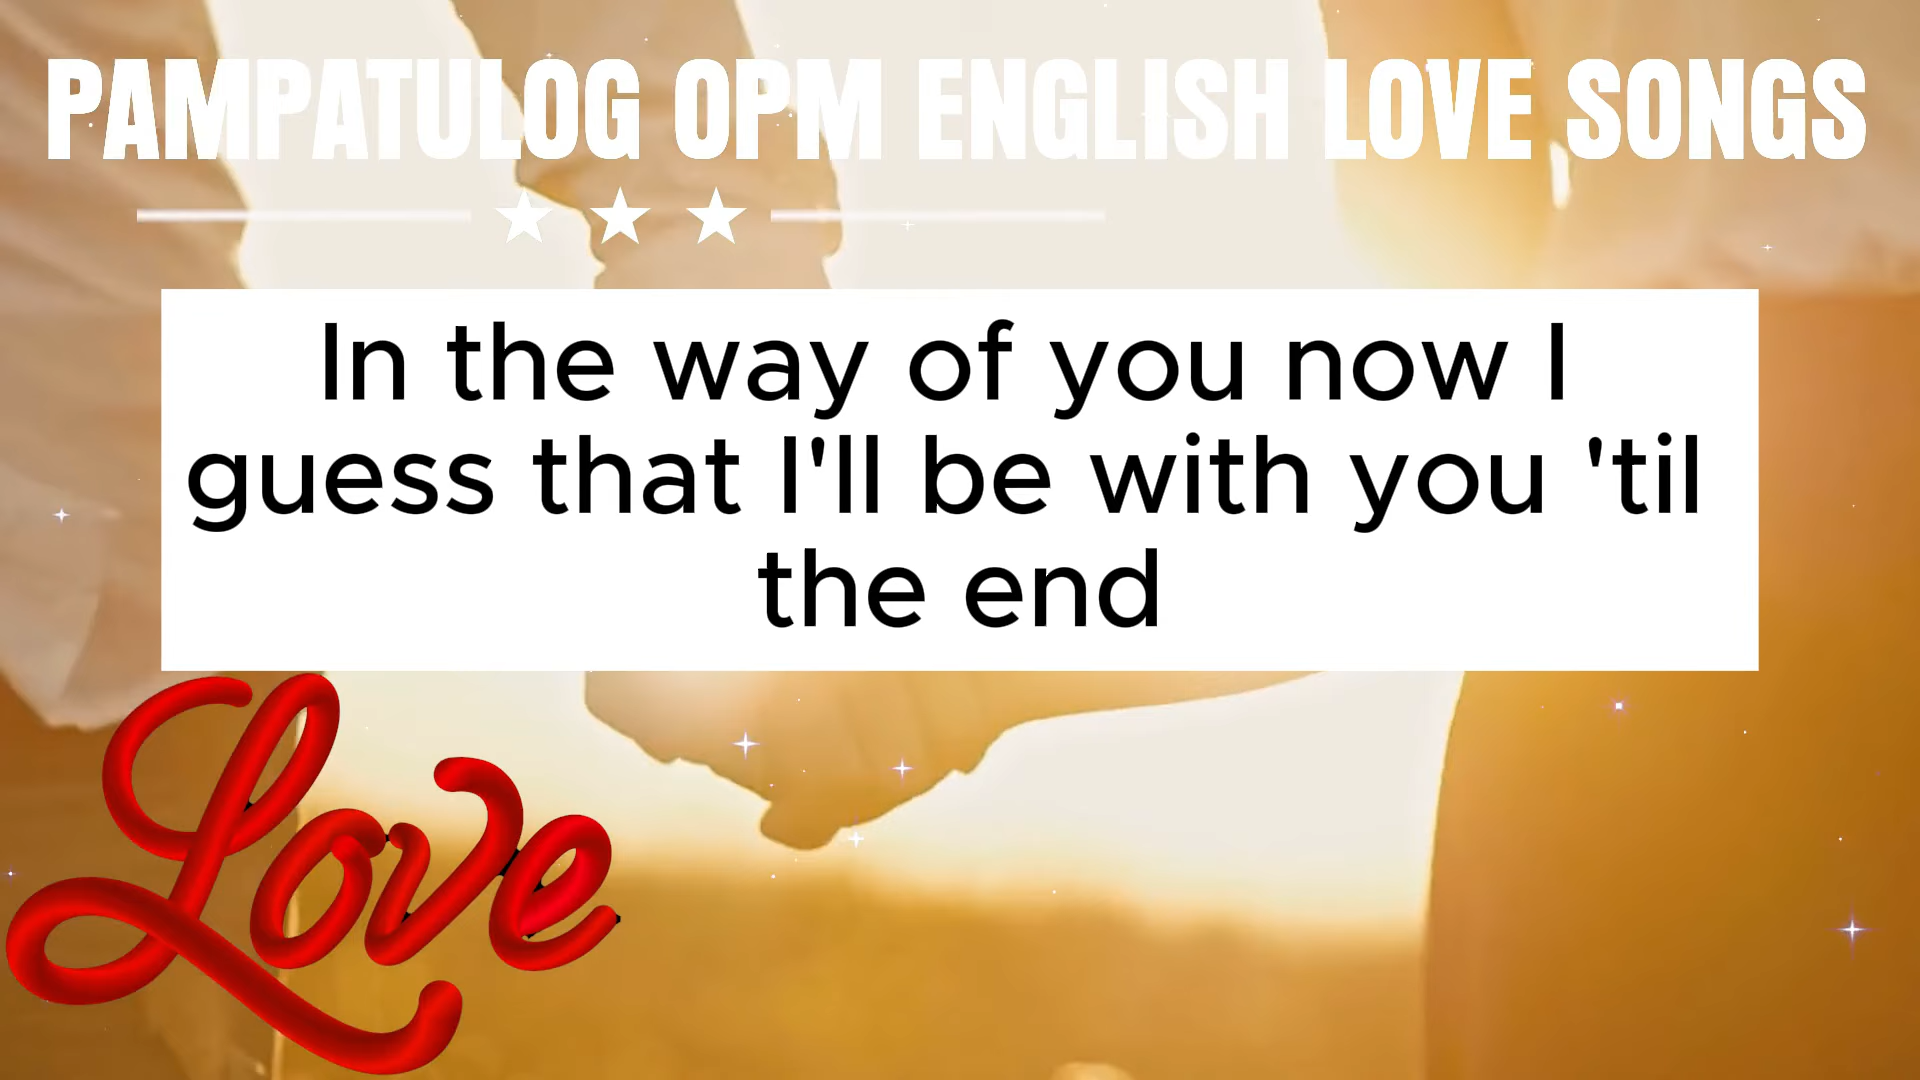 PAMPATULOG OPM ENGLISH LOVE SONGS
In the way of you now I
guess that I'll be with you 'til
the end
Love